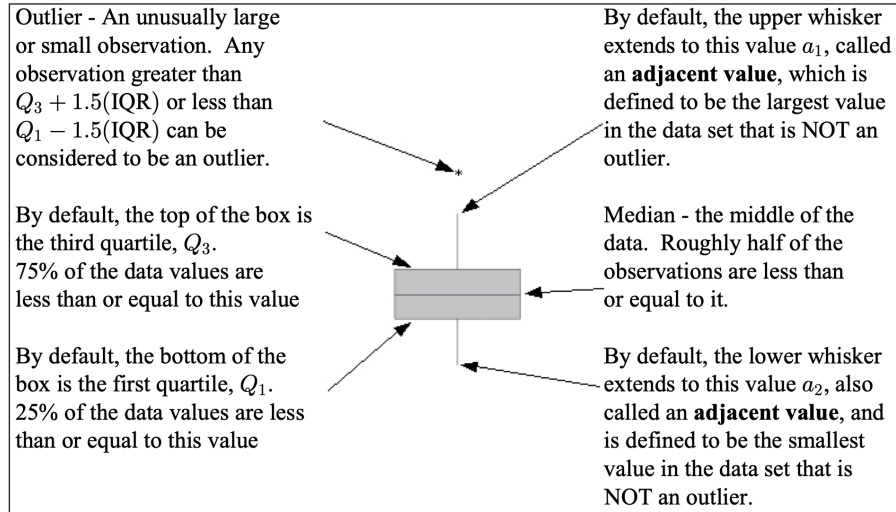 Outlier - An unusually large
or small observation.  Any
observation greater than
Q₃ + 1.5(IQR) or less than
Q₁ − 1.5(IQR) can be
considered to be an outlier.
By default, the top of the box is
the third quartile, Q₃.
75% of the data values are
less than or equal to this value
By default, the bottom of the
box is the first quartile, Q₁.
25% of the data values are less
than or equal to this value
*
By default, the upper whisker
extends to this value a₁, called
an adjacent value, which is
defined to be the largest value
in the data set that is NOT an
outlier.
Median - the middle of the
data.  Roughly half of the
observations are less than
or equal to it.
By default, the lower whisker
extends to this value a₂, also
called an adjacent value, and
is defined to be the smallest
value in the data set that is
NOT an outlier.